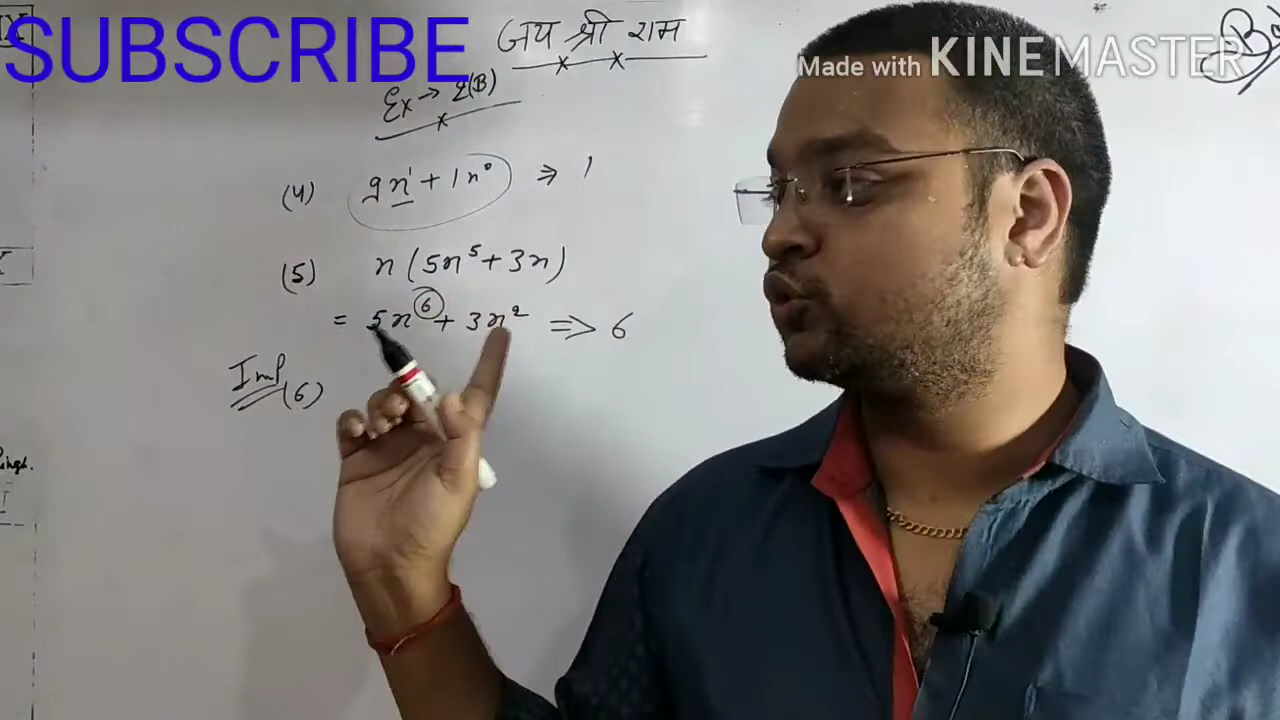 SUBSCRIBE
जय श्री राम
Made with KINEMASTER
Ex → 2(B)
(4) 9x¹ + 1x⁰ ⇒ 1
(5) x(5x⁵ + 3x)
= 5x⁶ + 3x² ⇒ 6
Imp (6)